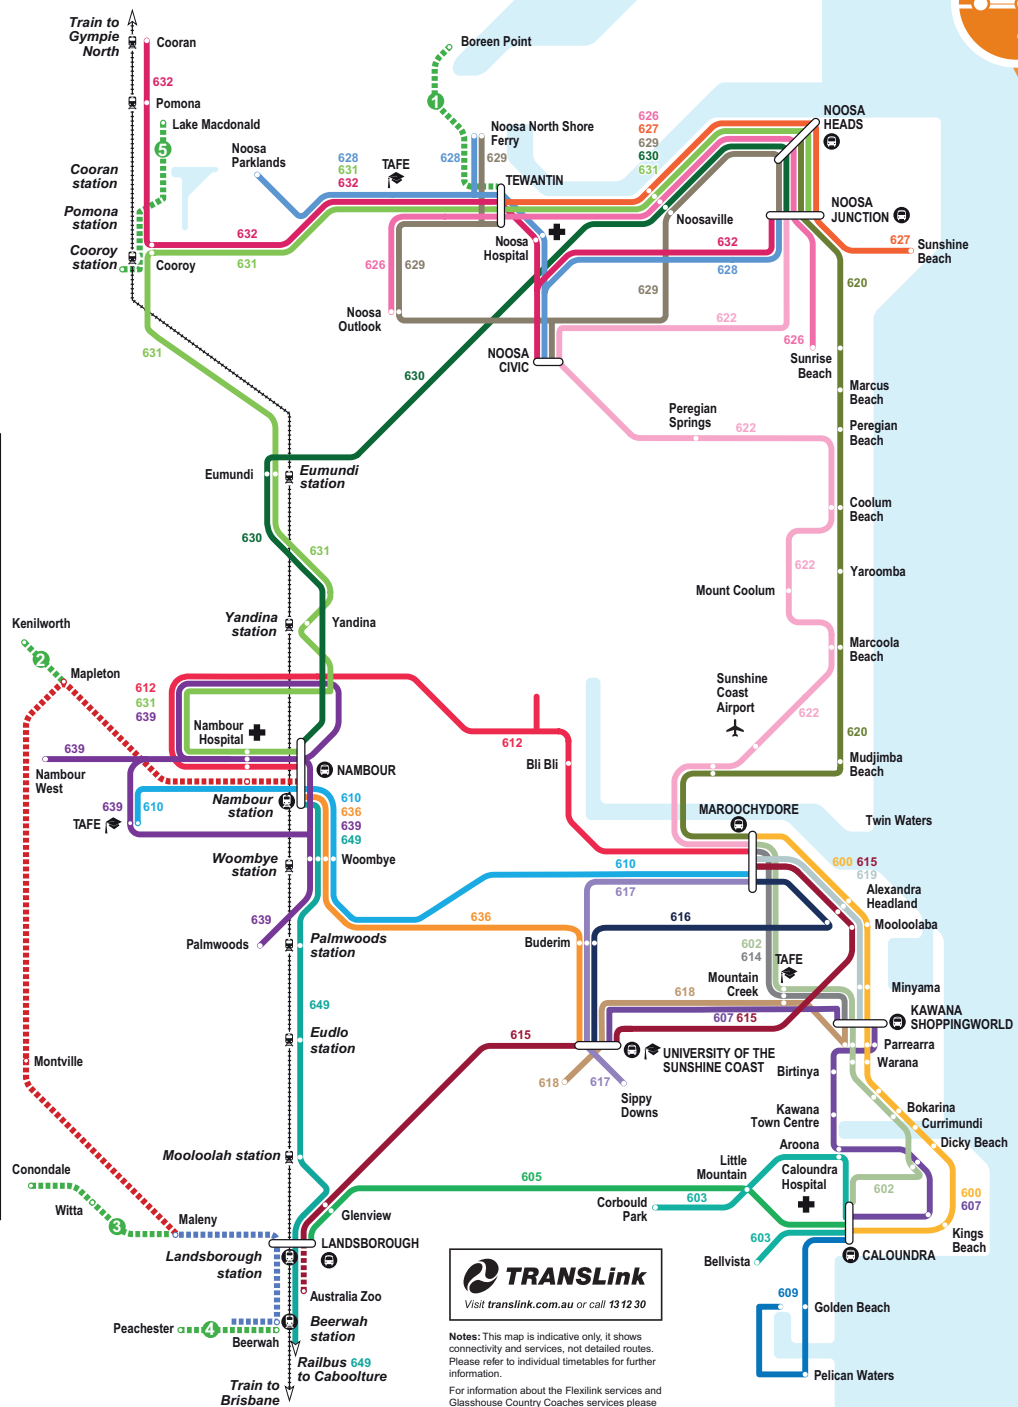 Train to
Gympie
North
Cooran
632
Pomona
Lake Macdonald
5
Cooran
station
Pomona
station
Cooroy
station
Cooroy
632
631
631
Noosa
Parklands
628
631
632
TAFE
Boreen Point
1
Noosa North Shore
Ferry
628
629
TEWANTIN
626
627
629
630
631
NOOSA
HEADS
NOOSA
JUNCTION
Noosaville
Noosa
Hospital
632
628
627
Sunshine
Beach
620
626
629
Noosa
Outlook
629
622
626
Sunrise
Beach
NOOSA
CIVIC
630
Marcus
Beach
Peregian
Springs
622
Peregian
Beach
Eumundi
Eumundi
station
Coolum
Beach
630
631
622
Yaroomba
Mount Coolum
Yandina
station
Yandina
Kenilworth
2
Mapleton
Marcoola
Beach
Sunshine
Coast
Airport
622
620
612
631
639
Nambour
Hospital
612
Bli Bli
Mudjimba
Beach
639
Nambour
West
NAMBOUR
Nambour
station
639
610
TAFE
610
636
639
649
MAROOCHYDORE
Twin Waters
Woombye
station
Woombye
610
617
600 615
619
Alexandra
Headland
Mooloolaba
639
Palmwoods
Palmwoods
station
636
Buderim
616
602
614
TAFE
Mountain
Creek
Minyama
618
607 615
KAWANA
SHOPPINGWORLD
649
Eudlo
station
615
UNIVERSITY OF THE
SUNSHINE COAST
Parrearra
Warana
Birtinya
Montville
618
617
Sippy
Downs
Kawana
Town Centre
Bokarina
Currimundi
Dicky Beach
Aroona
Mooloolah station
Little
Mountain
Caloundra
Hospital
Conondale
Witta
3
Maleny
605
603
Corbould
Park
602
600
607
Glenview
LANDSBOROUGH
Landsborough
station
Kings
Beach
603
Bellvista
CALOUNDRA
Australia Zoo
TRANSLink
Visit translink.com.au or call 13 12 30
609
Golden Beach
Peachester
4
Beerwah
Beerwah
station
Railbus 649
to Caboolture
Train to
Brisbane
Pelican Waters
Notes: This map is indicative only, it shows
connectivity and services, not detailed routes.
Please refer to individual timetables for further
information.
For information about the Flexilink services and
Glasshouse Country Coaches services please